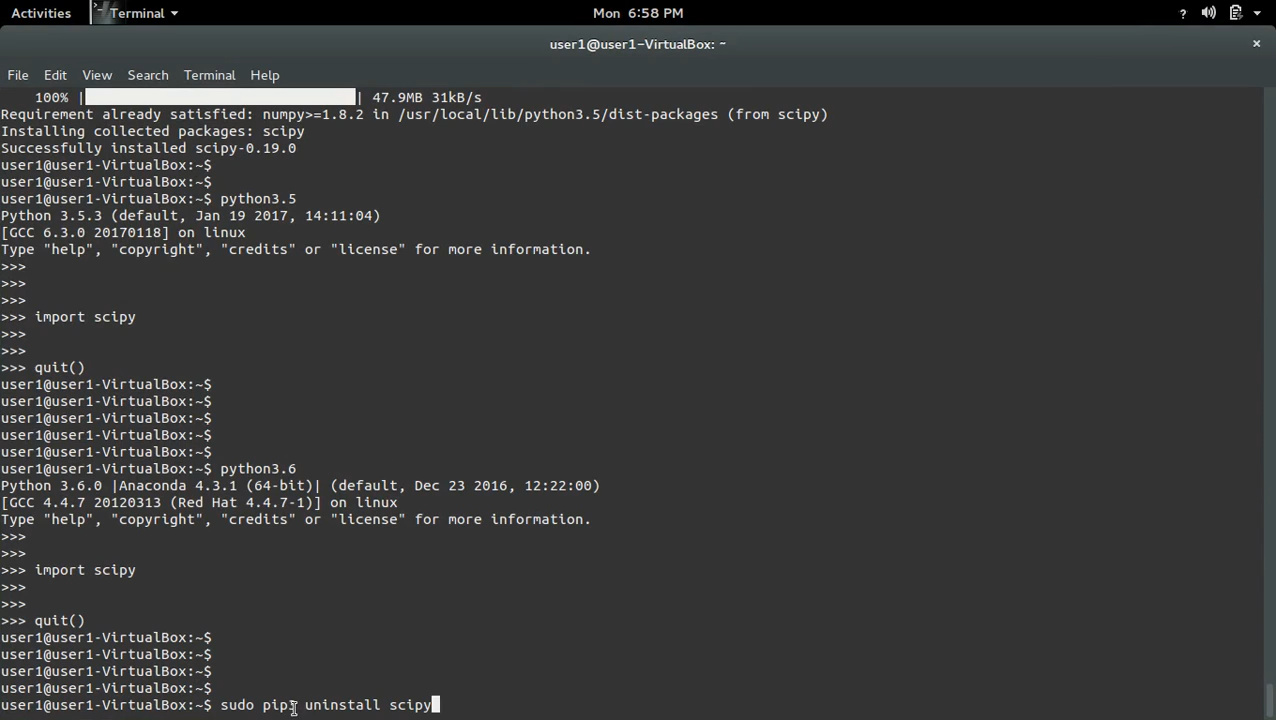 Activities Terminal Mon 6:58 PM ?
user1@user1-VirtualBox: ~ ×
File Edit View Search Terminal Help
100% | | 47.9MB 31kB/s
Requirement already satisfied: numpy>=1.8.2 in /usr/local/lib/python3.5/dist-packages (from scipy)
Installing collected packages: scipy
Successfully installed scipy-0.19.0
user1@user1-VirtualBox:~$
user1@user1-VirtualBox:~$
user1@user1-VirtualBox:~$ python3.5
Python 3.5.3 (default, Jan 19 2017, 14:11:04)
[GCC 6.3.0 20170118] on linux
Type "help", "copyright", "credits" or "license" for more information.
>>>
>>>
>>>
>>> import scipy
>>>
>>>
>>> quit()
user1@user1-VirtualBox:~$
user1@user1-VirtualBox:~$
user1@user1-VirtualBox:~$
user1@user1-VirtualBox:~$
user1@user1-VirtualBox:~$
user1@user1-VirtualBox:~$ python3.6
Python 3.6.0 |Anaconda 4.3.1 (64-bit)| (default, Dec 23 2016, 12:22:00)
[GCC 4.4.7 20120313 (Red Hat 4.4.7-1)] on linux
Type "help", "copyright", "credits" or "license" for more information.
>>>
>>>
>>> import scipy
>>>
>>>
>>> quit()
user1@user1-VirtualBox:~$
user1@user1-VirtualBox:~$
user1@user1-VirtualBox:~$
user1@user1-VirtualBox:~$
user1@user1-VirtualBox:~$ sudo pip3 uninstall scipy